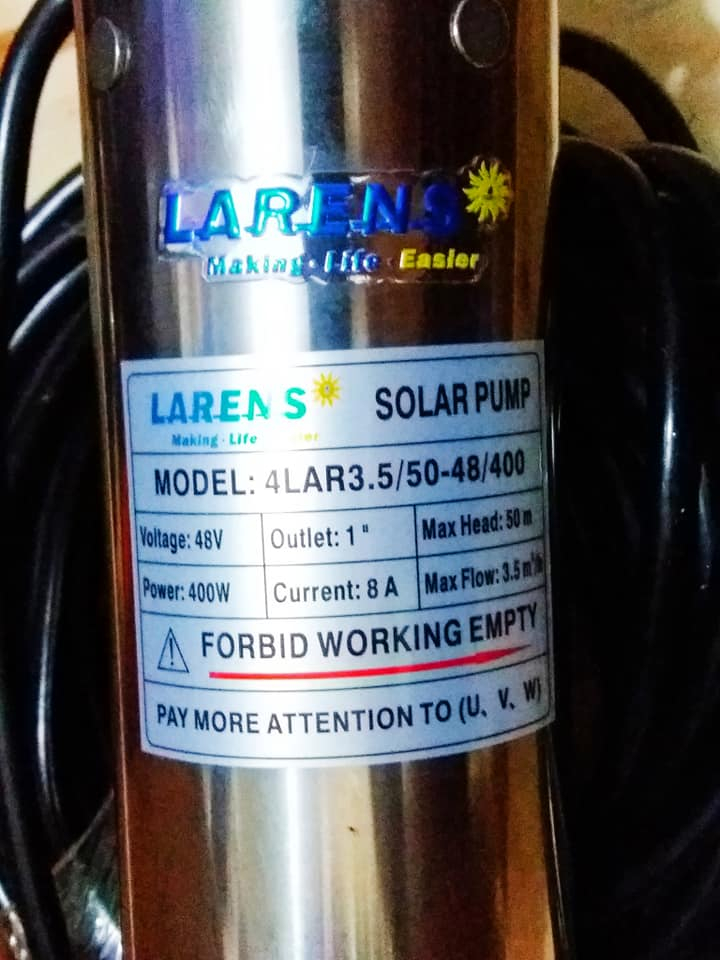 LARENS
Making · Life · Easier
LARENS SOLAR PUMP
Making · Life
MODEL: 4LAR3.5/50-48/400
Voltage: 48V Outlet: 1" Max Head: 50 m
Power: 400W Current: 8 A Max Flow: 3.5 m³/h
FORBID WORKING EMPTY
PAY MORE ATTENTION TO (U、V、W)